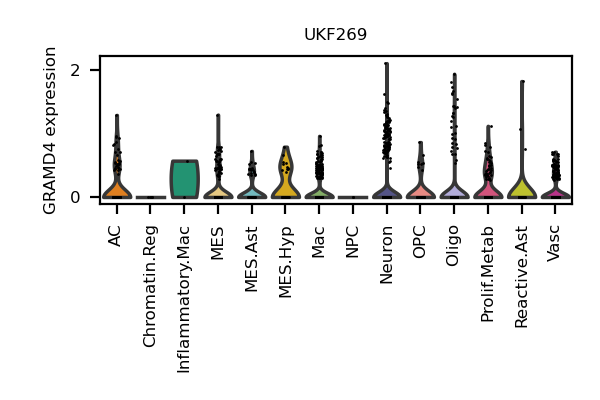 UKF269
GRAMD4 expression
2
0
AC
Chromatin.Reg
Inflammatory.Mac
MES
MES.Ast
MES.Hyp
Mac
NPC
Neuron
OPC
Oligo
Prolif.Metab
Reactive.Ast
Vasc